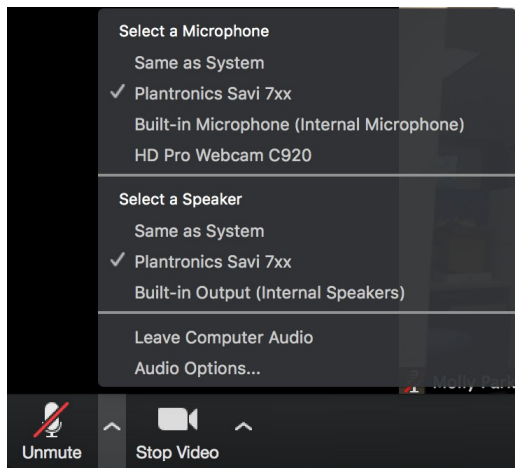 Select a Microphone
Same as System
✓ Plantronics Savi 7xx
Built-in Microphone (Internal Microphone)
HD Pro Webcam C920
Select a Speaker
Same as System
✓ Plantronics Savi 7xx
Built-in Output (Internal Speakers)
Leave Computer Audio
Audio Options...
Molly Park
Unmute
Stop Video